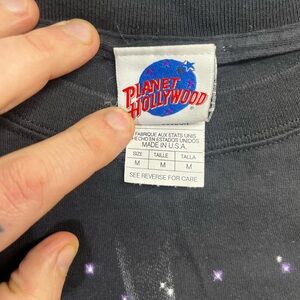 PLANET
HOLLYWOOD
®
FABRIQUE AUX ETATS UNIS
HECHO EN ESTADOS UNIDOS
MADE IN U.S.A.
SIZE TAILLE TALLA
M M M
SEE REVERSE FOR CARE